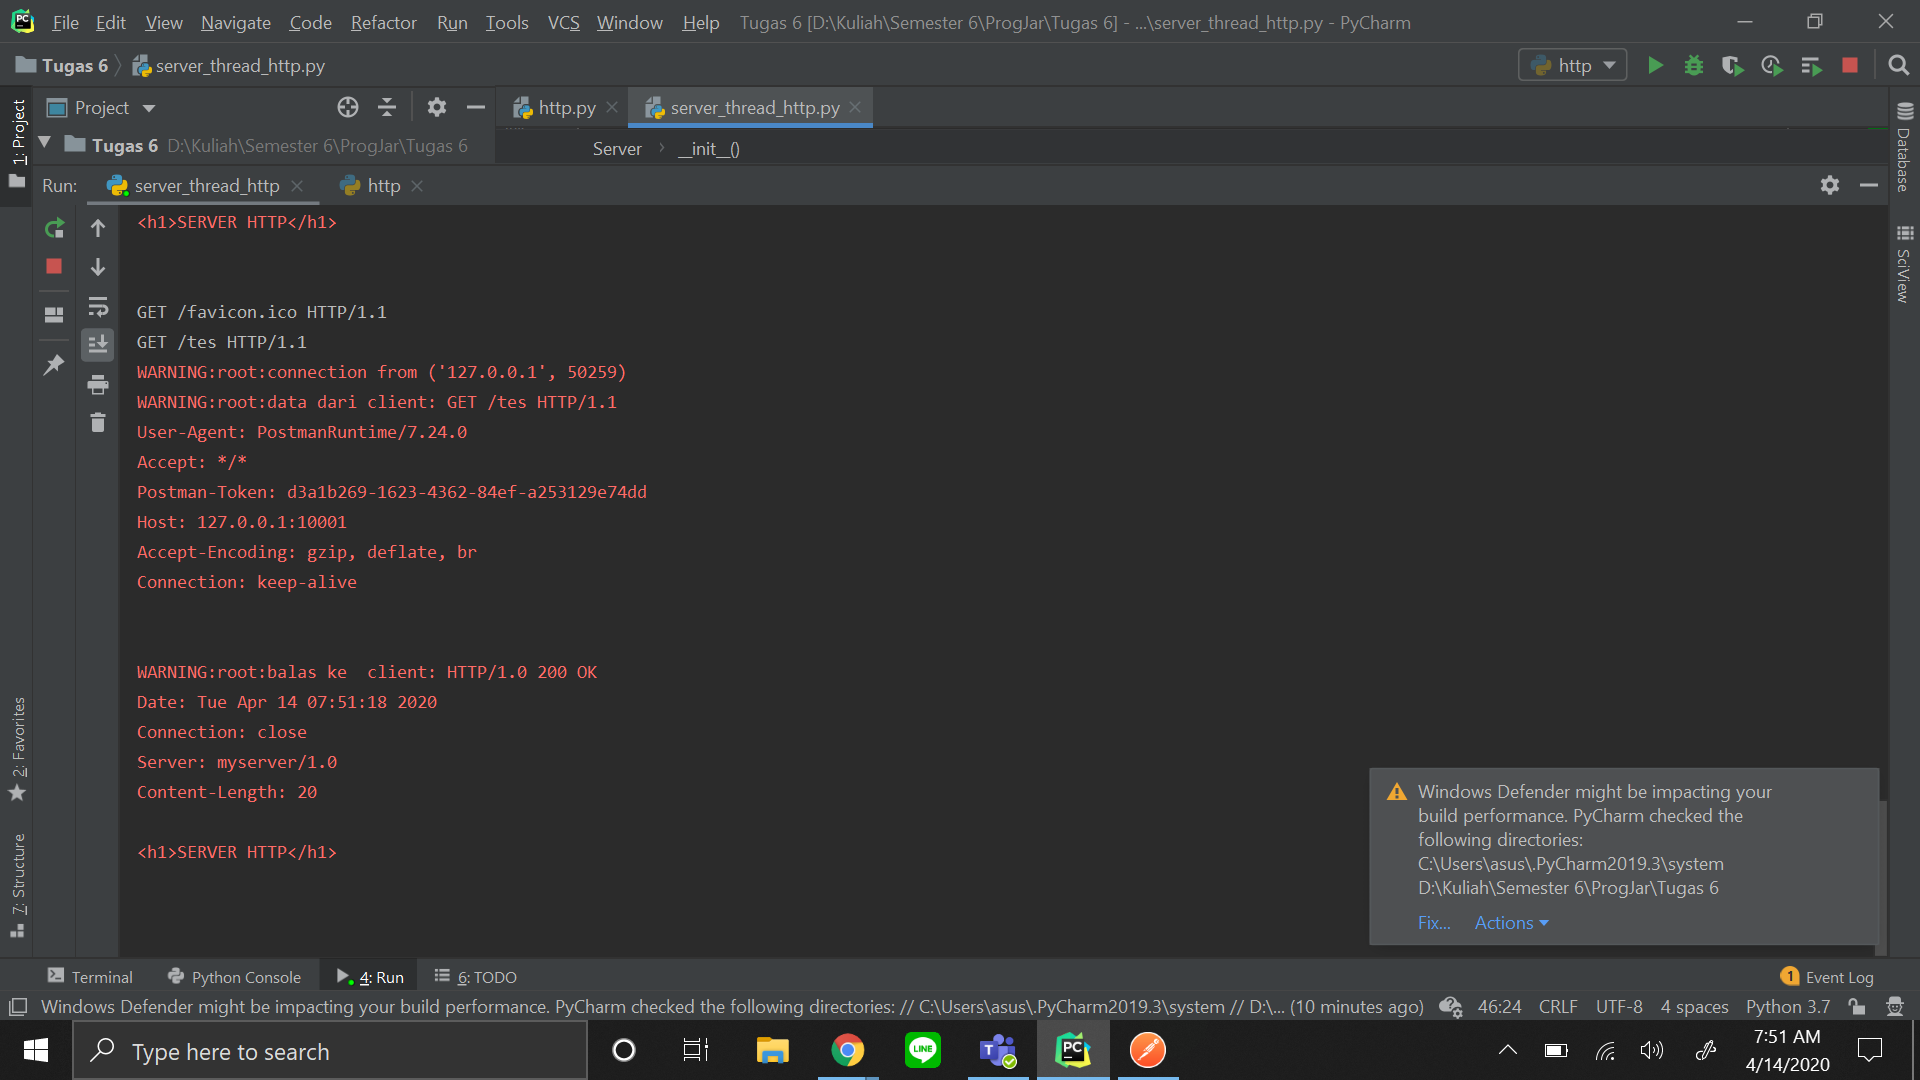 File Edit View Navigate Code Refactor Run Tools VCS Window Help Tugas 6 [D:\Kuliah\Semester 6\ProgJar\Tugas 6] - ...\server_thread_http.py - PyCharm
Tugas 6 server_thread_http.py http
1: Project
Project
http.py server_thread_http.py
Tugas 6 D:\Kuliah\Semester 6\ProgJar\Tugas 6
Server __init__()
Database
Run: server_thread_http http
SciView
<h1>SERVER HTTP</h1>
GET /favicon.ico HTTP/1.1
GET /tes HTTP/1.1
WARNING:root:connection from ('127.0.0.1', 50259)
WARNING:root:data dari client: GET /tes HTTP/1.1
User-Agent: PostmanRuntime/7.24.0
Accept: */*
Postman-Token: d3a1b269-1623-4362-84ef-a253129e74dd
Host: 127.0.0.1:10001
Accept-Encoding: gzip, deflate, br
Connection: keep-alive
WARNING:root:balas ke  client: HTTP/1.0 200 OK
Date: Tue Apr 14 07:51:18 2020
Connection: close
Server: myserver/1.0
Content-Length: 20
<h1>SERVER HTTP</h1>
2: Favorites
7: Structure
Windows Defender might be impacting your
build performance. PyCharm checked the
following directories:
C:\Users\asus\.PyCharm2019.3\system
D:\Kuliah\Semester 6\ProgJar\Tugas 6
Fix... Actions
Terminal Python Console 4: Run 6: TODO 1 Event Log
Windows Defender might be impacting your build performance. PyCharm checked the following directories: // C:\Users\asus\.PyCharm2019.3\system // D:\... (10 minutes ago) 46:24 CRLF UTF-8 4 spaces Python 3.7
Type here to search
LINE
T
PC
7:51 AM
4/14/2020